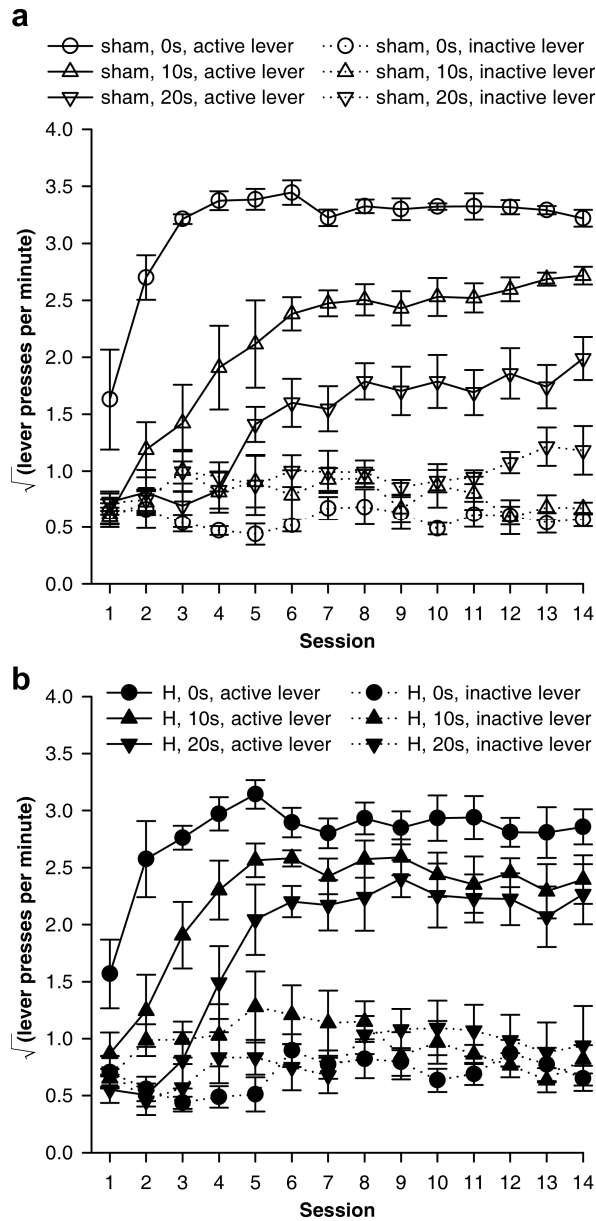 a
sham, 0s, active lever sham, 0s, inactive lever
sham, 10s, active lever sham, 10s, inactive lever
sham, 20s, active lever sham, 20s, inactive lever
4.0
3.5
3.0
2.5
2.0
1.5
1.0
0.5
0.0
√(lever presses per minute)
1 2 3 4 5 6 7 8 9 10 11 12 13 14
Session
b
H, 0s, active lever H, 0s, inactive lever
H, 10s, active lever H, 10s, inactive lever
H, 20s, active lever H, 20s, inactive lever
4.0
3.5
3.0
2.5
2.0
1.5
1.0
0.5
0.0
√(lever presses per minute)
1 2 3 4 5 6 7 8 9 10 11 12 13 14
Session